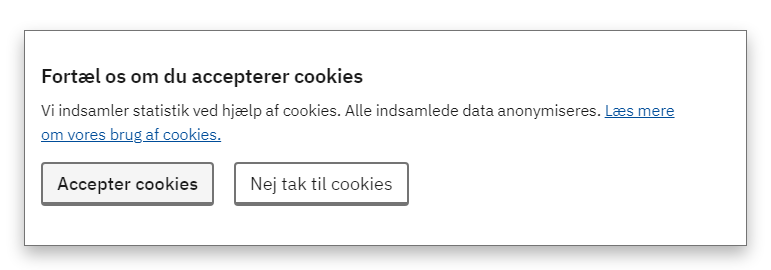 Fortæl os om du accepterer cookies
Vi indsamler statistik ved hjælp af cookies. Alle indsamlede data anonymiseres. Læs mere
om vores brug af cookies.
Accepter cookies
Nej tak til cookies